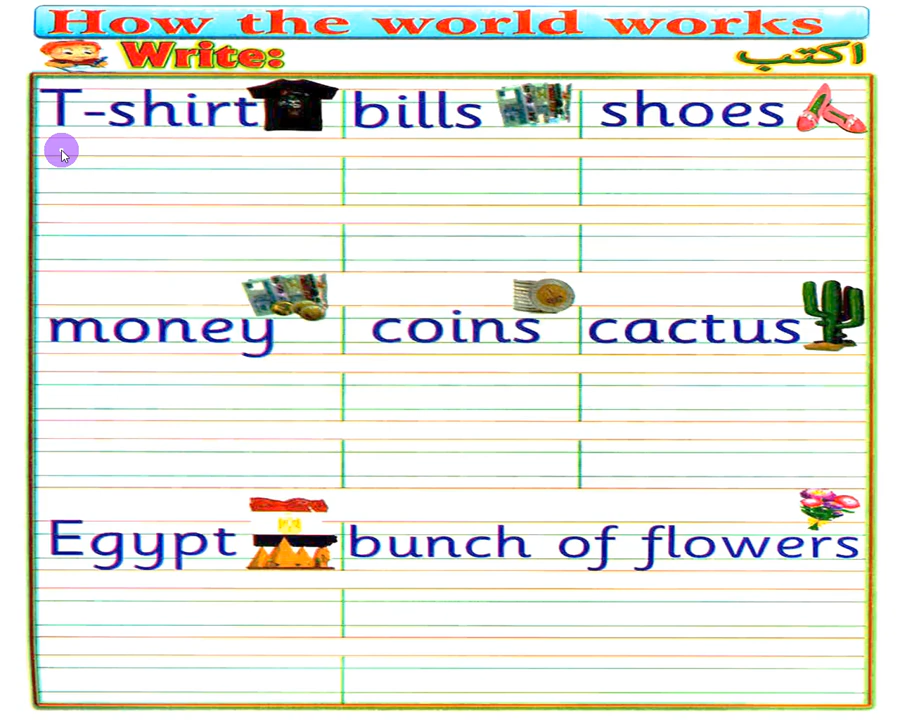 How the world works
Write: اكتب
T-shirt bills shoes
money coins cactus
Egypt bunch of flowers